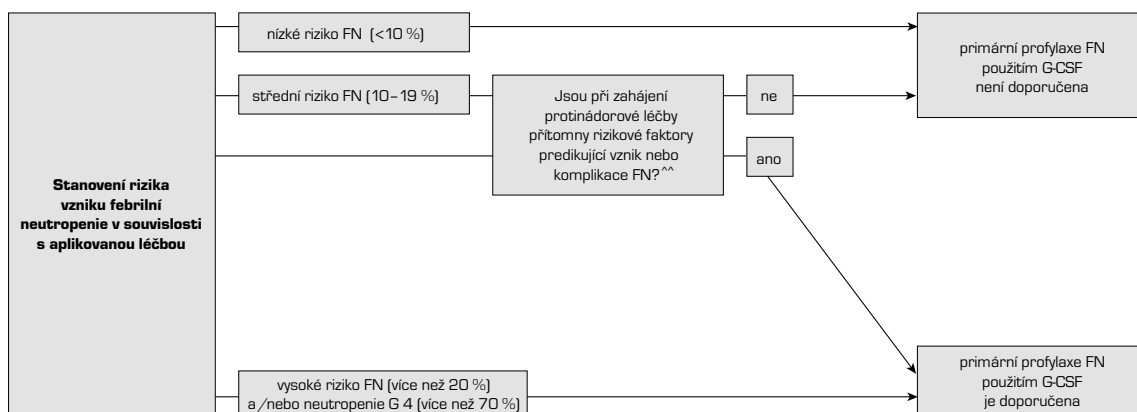 Stanovení rizika
vzniku febrilní
neutropenie v souvislosti
s aplikovanou léčbou
nízké riziko FN (<10 %)
střední riziko FN (10–19 %)
Jsou při zahájení
protinádorové léčby
přítomny rizikové faktory
predikující vznik nebo
komplikace FN?^^
ne
ano
primární profylaxe FN
použitím G-CSF
není doporučena
vysoké riziko FN (více než 20 %)
a/nebo neutropenie G 4 (více než 70 %)
primární profylaxe FN
použitím G-CSF
je doporučena